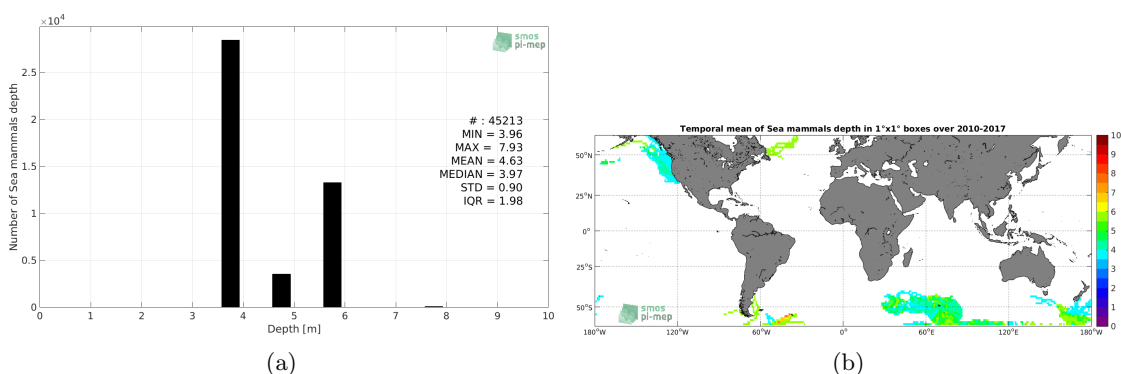 ×10⁴
smos
pi-mep
2.5
2
1.5
1
0.5
0
Number of Sea mammals depth
# : 45213
MIN = 3.96
MAX = 7.93
MEAN = 4.63
MEDIAN = 3.97
STD = 0.90
IQR = 1.98
0 1 2 3 4 5 6 7 8 9 10
Depth [m]
(a)
Temporal mean of Sea mammals depth in 1°x1° boxes over 2010-2017
50°N
25°N
0°
25°S
50°S
smos
pi-mep
180°W 120°W 60°W 0° 60°E 120°E 180°W
10
9
8
7
6
5
4
3
2
1
0
(b)